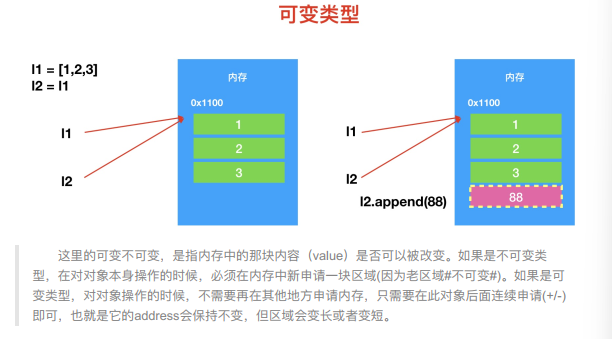 可变类型
l1 = [1,2,3]
l2 = l1
内存
0x1100
l1
1
2
l2
3
内存
0x1100
l1
1
2
l2
3
l2.append(88)
88
这里的可变不可变，是指内存中的那块内容（value）是否可以被改变。如果是不可变类
型，在对对象本身操作的时候，必须在内存中新申请一块区域(因为老区域#不可变#)。如果是可
变类型，对对象操作的时候，不需要再在其他地方申请内存，只需要在此对象后面连续申请(+/-)
即可，也就是它的address会保持不变，但区域会变长或者变短。